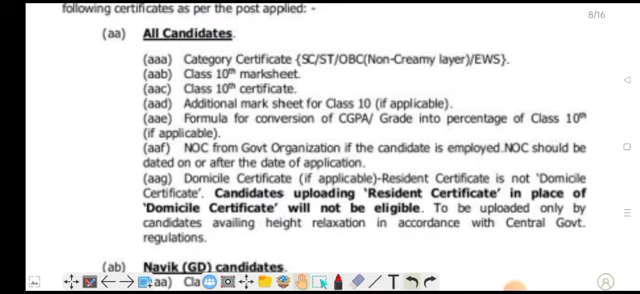 following certificates as per the post applied: -
8/16
(aa) All Candidates.
(aaa) Category Certificate {SC/ST/OBC(Non-Creamy layer)/EWS}.
(aab) Class 10th marksheet.
(aac) Class 10th certificate.
(aad) Additional mark sheet for Class 10 (if applicable).
(aae) Formula for conversion of CGPA/ Grade into percentage of Class 10th
(if applicable).
(aaf) NOC from Govt Organization if the candidate is employed.NOC should be
dated on or after the date of application.
(aag) Domicile Certificate (if applicable)-Resident Certificate is not 'Domicile
Certificate'. Candidates uploading 'Resident Certificate' in place of
'Domicile Certificate' will not be eligible. To be uploaded only by
candidates availing height relaxation in accordance with Central Govt.
regulations.
(ab) Navik (GD) candidates.
aa) Cla
T